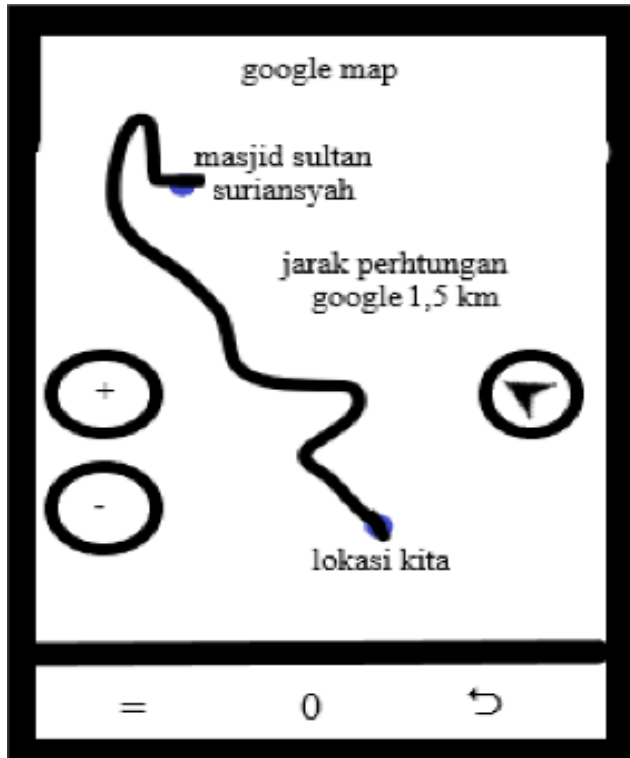 google map
masjid sultan
suriansyah
jarak perhtungan
google 1,5 km
+
-
lokasi kita
= 0